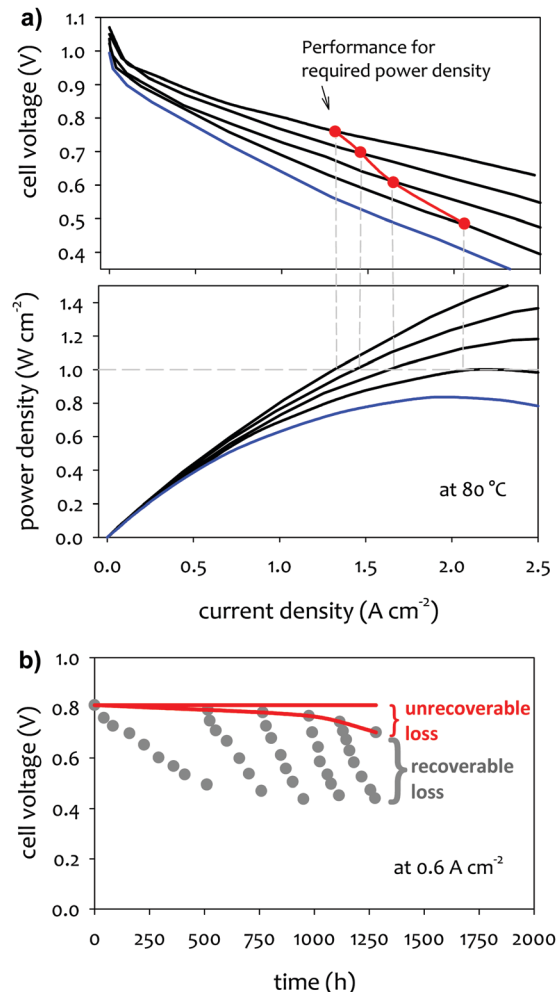 a)
1.1
1.0
0.9
0.8
0.7
0.6
0.5
0.4
cell voltage (V)
Performance for
required power density
1.4
1.2
1.0
0.8
0.6
0.4
0.2
0.0
power density (W cm-2)
at 80 °C
0.0 0.5 1.0 1.5 2.0 2.5
current density (A cm-2)
b)
1.0
0.8
0.6
0.4
0.2
0.0
cell voltage (V)
unrecoverable
loss
recoverable
loss
at 0.6 A cm-2
0 250 500 750 1000 1250 1500 1750 2000
time (h)